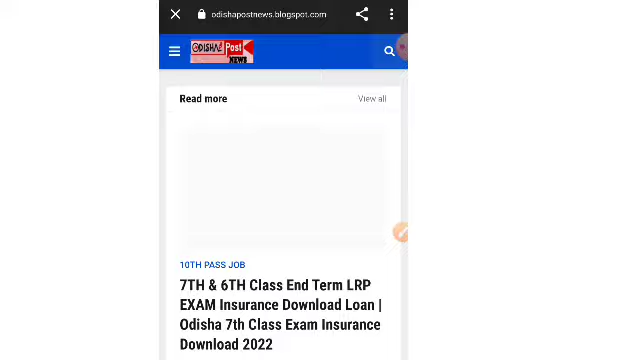 odishapostnews.blogspot.com
ODISHA Post
NEWS
Read more View all
10TH PASS JOB
7TH & 6TH Class End Term LRP
EXAM Insurance Download Loan |
Odisha 7th Class Exam Insurance
Download 2022